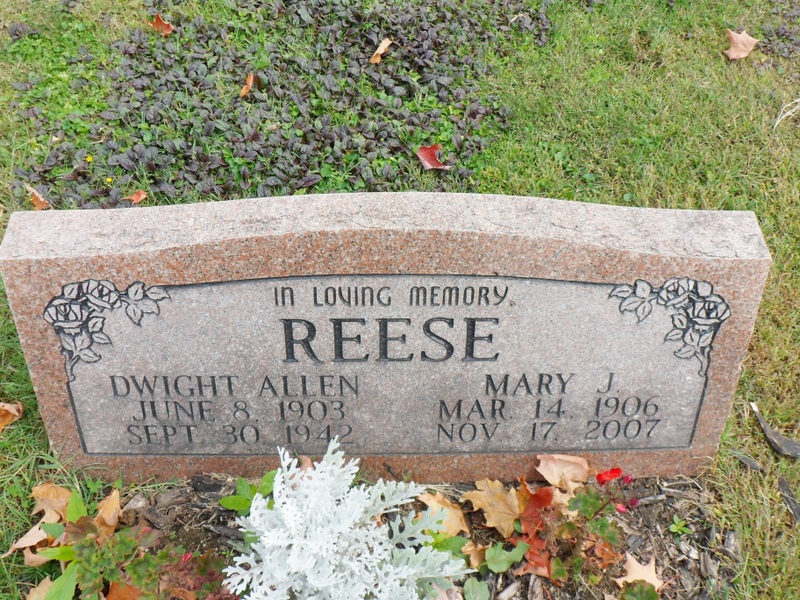 IN LOVING MEMORY
REESE
DWIGHT ALLEN MARY J.
JUNE 8, 1903 MAR 14, 1906
SEPT. 30, 1942 NOV 17, 2007